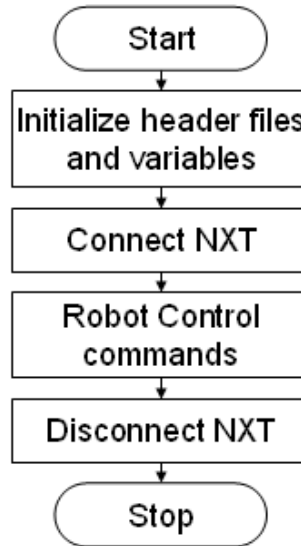 Start
Initialize header files
and variables
Connect NXT
Robot Control
commands
Disconnect NXT
Stop